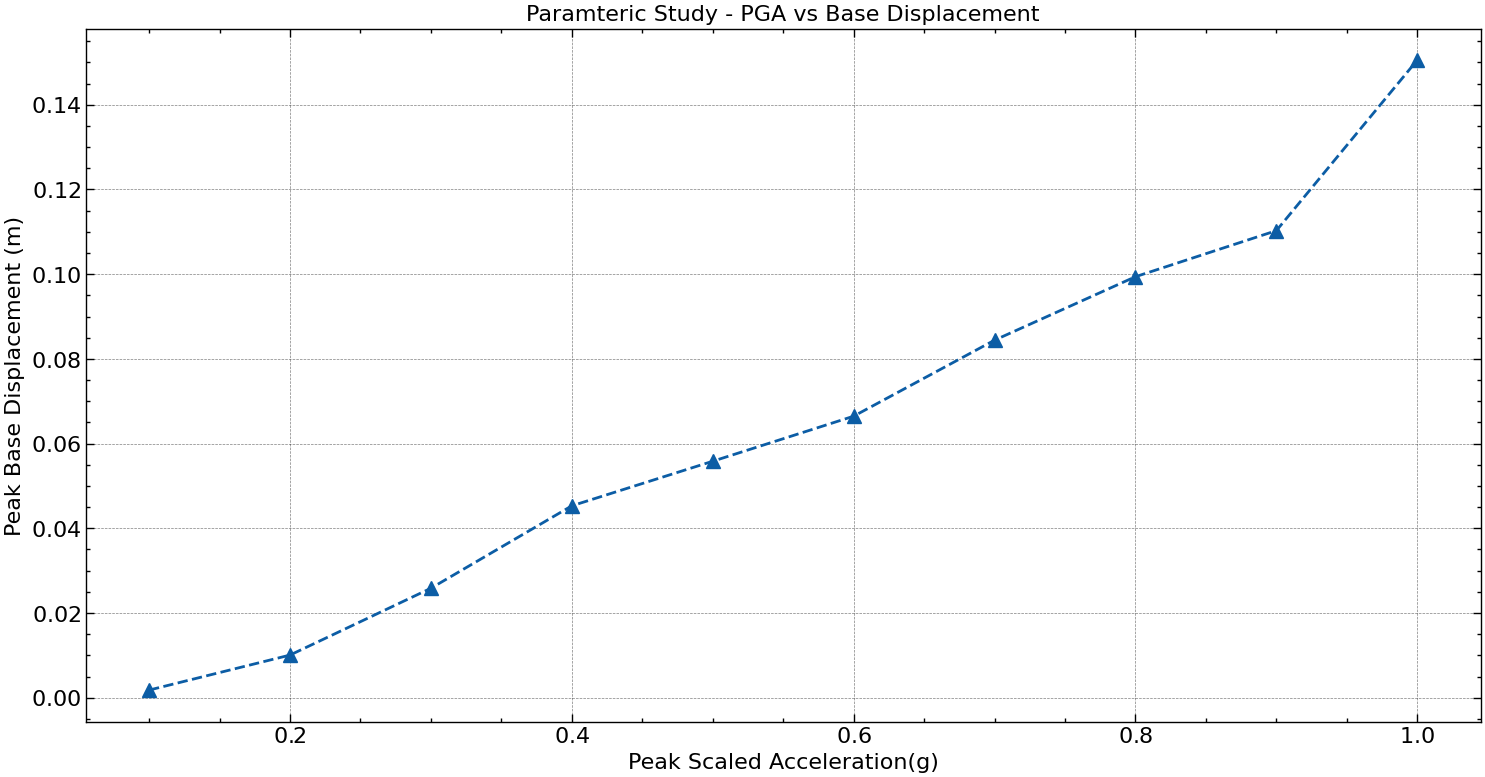 Paramteric Study - PGA vs Base Displacement
Peak Base Displacement (m)
0.14
0.12
0.10
0.08
0.06
0.04
0.02
0.00
0.2 0.4 0.6 0.8 1.0
Peak Scaled Acceleration(g)